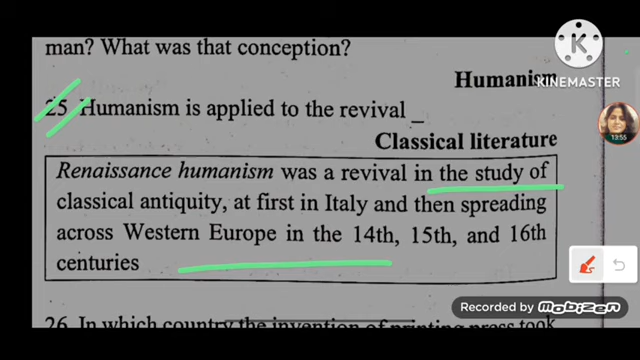 man? What was that conception?
Humanism
KINEMASTER
25. Humanism is applied to the revival _
13:55
Classical literature
Renaissance humanism was a revival in the study of
classical antiquity, at first in Italy and then spreading
across Western Europe in the 14th, 15th, and 16th
centuries
Recorded by MOBIZEN
26. In which country the invention of printing press took